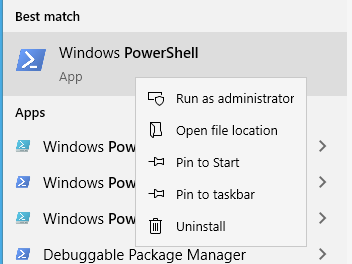 Best match
Windows PowerShell
App
Run as administrator
Apps
Open file location
Windows Pow
Pin to Start
Windows Pow
Pin to taskbar
Windows Pow
Uninstall
Debuggable Package Manager